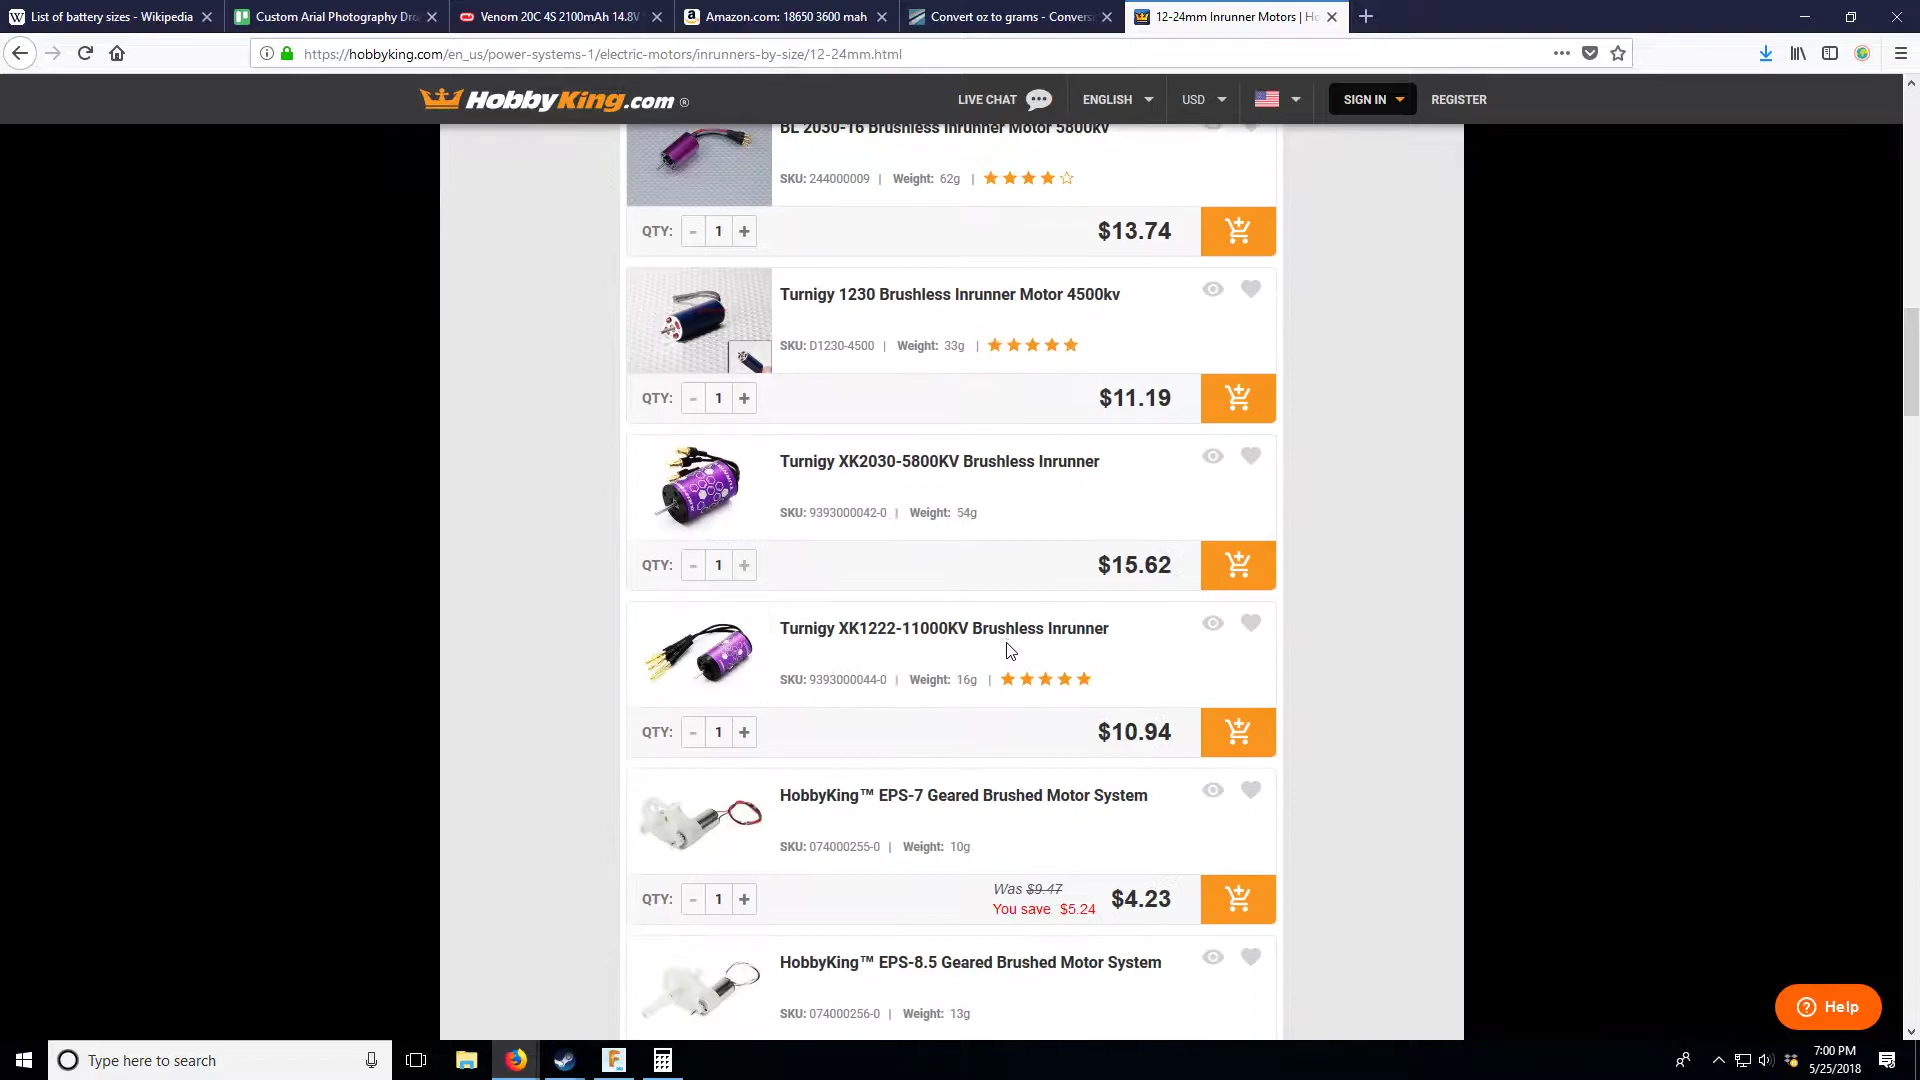 List of battery sizes - Wikipedia
Custom Arial Photography Dro
Venom 20C 4S 2100mAh 14.8V
Amazon.com: 18650 3600 mah
Convert oz to grams - Convers
12-24mm Inrunner Motors | Ho
https://hobbyking.com/en_us/power-systems-1/electric-motors/inrunners-by-size/12-24mm.html
HobbyKing.com ®
LIVE CHAT
ENGLISH
USD
SIGN IN
REGISTER
BL 2030-16 Brushless Inrunner Motor 5800kv
SKU: 244000009 | Weight: 62g |
QTY: - 1 + $13.74
Turnigy 1230 Brushless Inrunner Motor 4500kv
SKU: D1230-4500 | Weight: 33g |
QTY: - 1 + $11.19
Turnigy XK2030-5800KV Brushless Inrunner
SKU: 9393000042-0 | Weight: 54g
QTY: - 1 + $15.62
Turnigy XK1222-11000KV Brushless Inrunner
SKU: 9393000044-0 | Weight: 16g |
QTY: - 1 + $10.94
HobbyKing™ EPS-7 Geared Brushed Motor System
SKU: 074000255-0 | Weight: 10g
Was $9.47
QTY: - 1 + $4.23
You save $5.24
HobbyKing™ EPS-8.5 Geared Brushed Motor System
SKU: 074000256-0 | Weight: 13g
Help
Type here to search
7:00 PM
5/25/2018